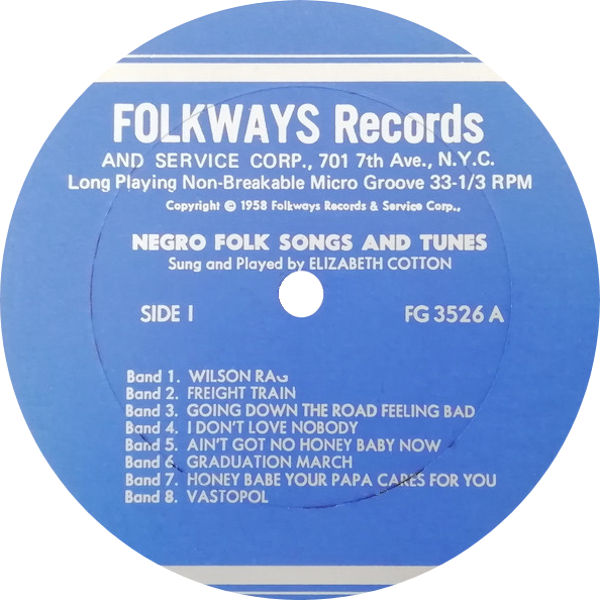 FOLKWAYS Records
AND SERVICE CORP., 701 7th Ave., N.Y.C.
Long Playing Non-Breakable Micro Groove 33-1/3 RPM
Copyright © 1958 Folkways Records & Service Corp.,
NEGRO FOLK SONGS AND TUNES
Sung and Played by ELIZABETH COTTON
SIDE I FG 3526 A
Band 1. WILSON RAG
Band 2. FREIGHT TRAIN
Band 3. GOING DOWN THE ROAD FEELING BAD
Band 4. I DON'T LOVE NOBODY
Band 5. AIN'T GOT NO HONEY BABY NOW
Band 6. GRADUATION MARCH
Band 7. HONEY BABE YOUR PAPA CARES FOR YOU
Band 8. VASTOPOL